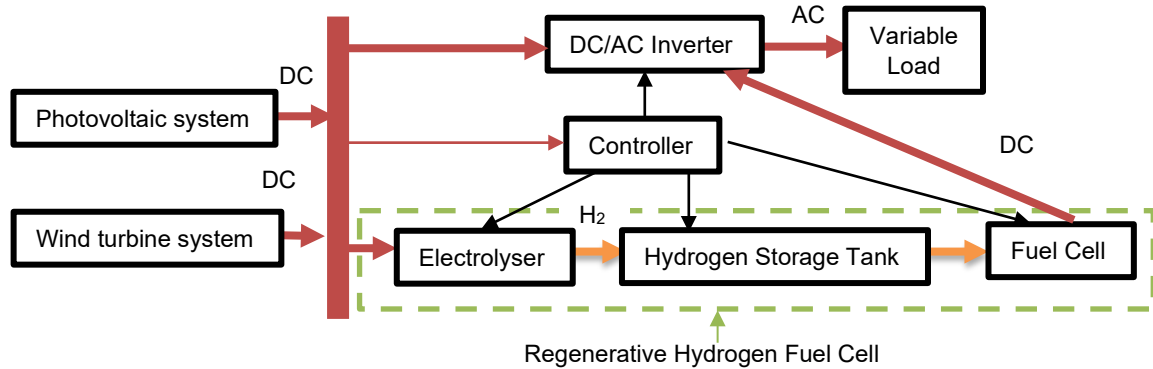 AC
DC/AC Inverter
Variable
Load
DC
Photovoltaic system
Controller
DC
DC
H₂
Wind turbine system
Electrolyser
Hydrogen Storage Tank
Fuel Cell
Regenerative Hydrogen Fuel Cell